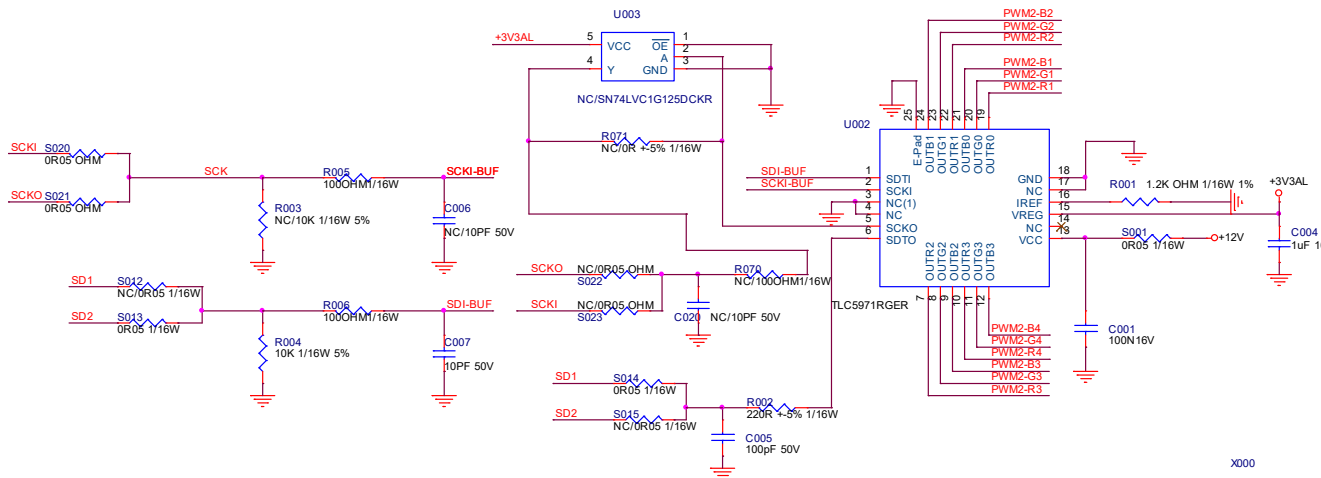 U003
+3V3AL
5
VCC
OE
1
A
2
4
Y
GND
3
NC/SN74LVC1G125DCKR
PWM2-B2
PWM2-G2
PWM2-R2
PWM2-B1
PWM2-G1
PWM2-R1
25
24
23
22
21
20
19
U002
E-Pad
OUTB1
OUTG1
OUTR1
OUTB0
OUTG0
OUTR0
R071
NC/0R +-5% 1/16W
SCKI
S020
0R05 OHM
SCK
R005
100OHM1/16W
SCKI-BUF
SCKO
S021
0R05 OHM
R003
NC/10K 1/16W 5%
C006
NC/10PF 50V
SDI-BUF
1
SDTI
SCKI-BUF
2
SCKI
3
NC(1)
4
NC
5
SCKO
6
SDTO
GND
18
NC
17
IREF
16
VREG
15
NC
14
VCC
13
R001
1.2K OHM 1/16W 1%
+3V3AL
S001
0R05 1/16W
+12V
C004
SD1
S012
NC/0R05 1/16W
R006
100OHM1/16W
SDI-BUF
SD2
S013
0R05 1/16W
R004
10K 1/16W 5%
C007
10PF 50V
SCKO
NC/0R05 OHM
S022
R070
NC/100OHM1/16W
SCKI
NC/0R05 OHM
S023
C020
NC/10PF 50V
OUTR2
OUTG2
OUTB2
OUTR3
OUTG3
OUTB3
TLC5971RGER
7
8
9
10
11
12
C001
100N16V
PWM2-B4
PWM2-G4
PWM2-R4
PWM2-B3
PWM2-G3
PWM2-R3
SD1
S014
0R05 1/16W
R002
220R +-5% 1/16W
SD2
S015
NC/0R05 1/16W
C005
100pF 50V
X000